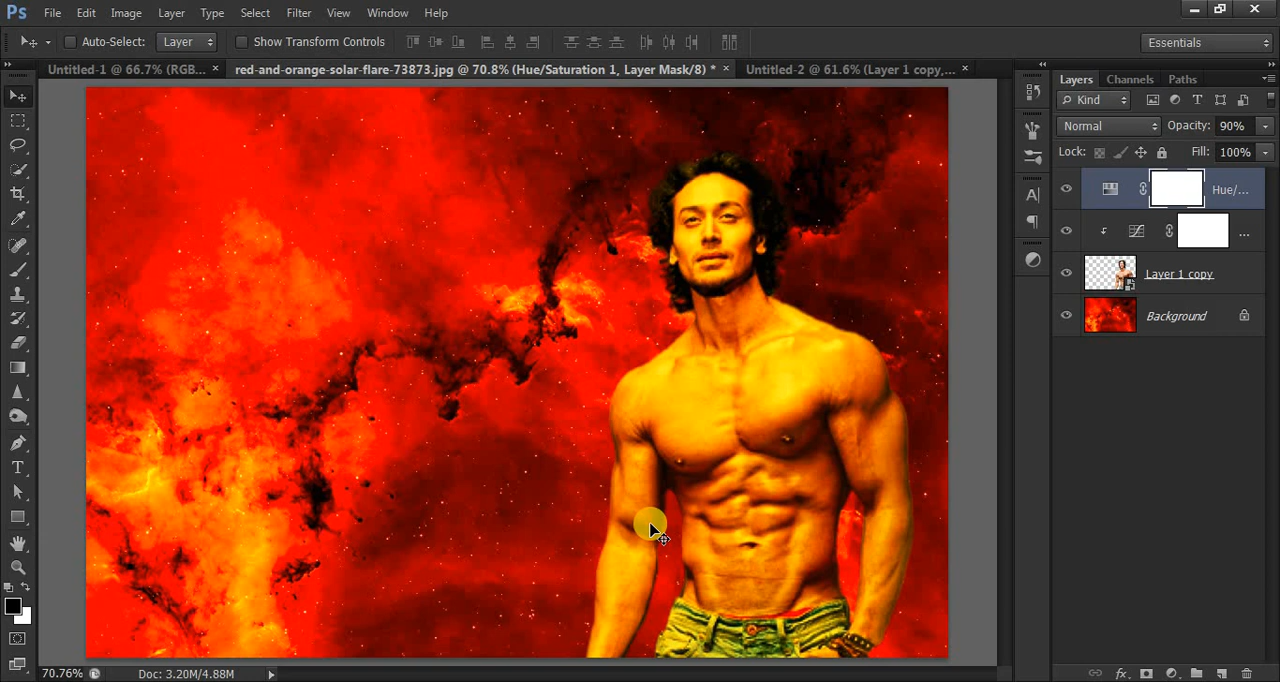 Ps File Edit Image Layer Type Select Filter View Window Help
Auto-Select: Layer Show Transform Controls Essentials
Untitled-1 @ 66.7% (RGB... × red-and-orange-solar-flare-73873.jpg @ 70.8% (Hue/Saturation 1, Layer Mask/8) * × Untitled-2 @ 61.6% (Layer 1 copy,... ×
Layers Channels Paths
Kind
Normal Opacity: 90%
Lock: Fill: 100%
Hue/...
...
Layer 1 copy
Background
70.76% Doc: 3.20M/4.88M